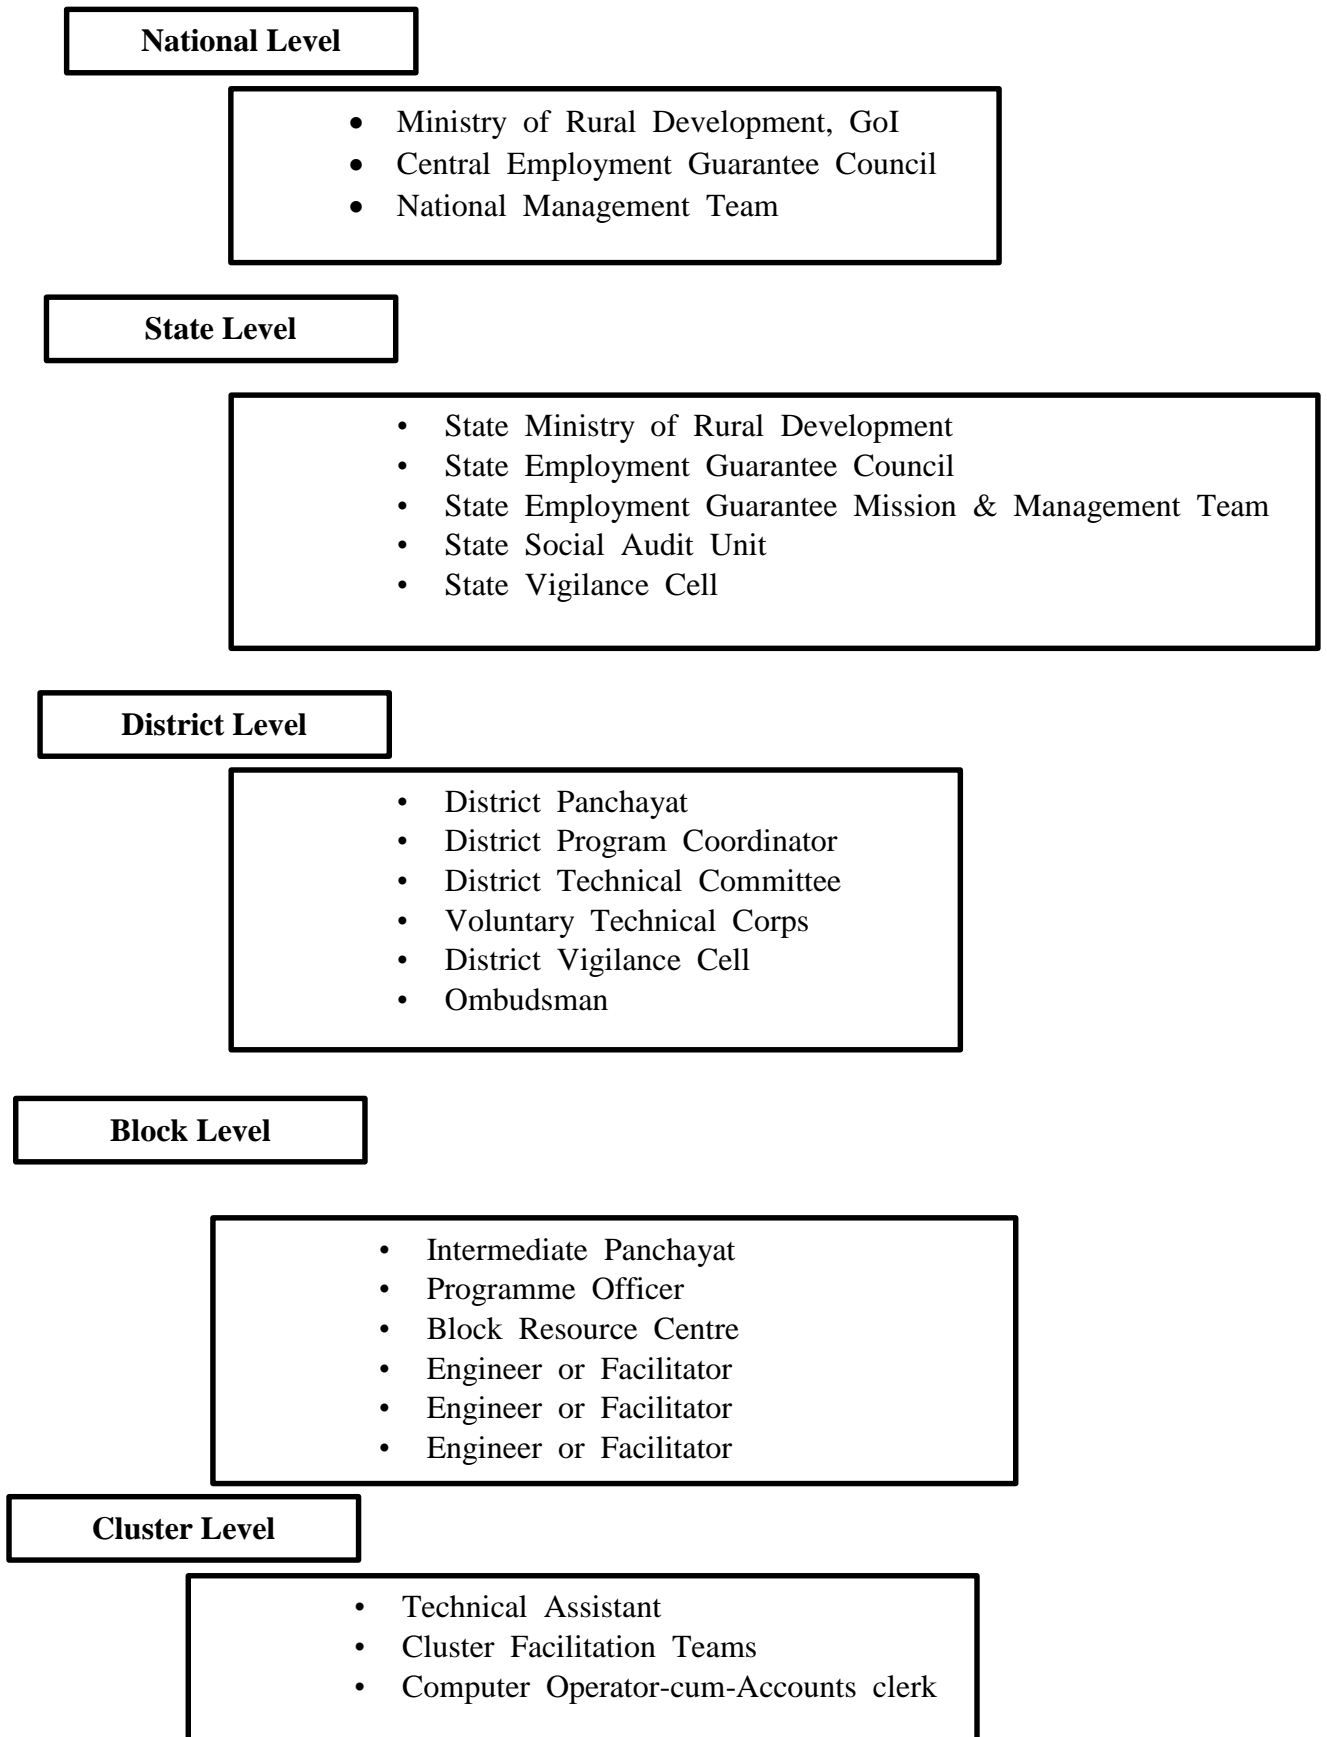 National Level
• Ministry of Rural Development, GoI
• Central Employment Guarantee Council
• National Management Team
State Level
• State Ministry of Rural Development
• State Employment Guarantee Council
• State Employment Guarantee Mission & Management Team
• State Social Audit Unit
• State Vigilance Cell
District Level
• District Panchayat
• District Program Coordinator
• District Technical Committee
• Voluntary Technical Corps
• District Vigilance Cell
• Ombudsman
Block Level
• Intermediate Panchayat
• Programme Officer
• Block Resource Centre
• Engineer or Facilitator
• Engineer or Facilitator
• Engineer or Facilitator
Cluster Level
• Technical Assistant
• Cluster Facilitation Teams
• Computer Operator-cum-Accounts clerk